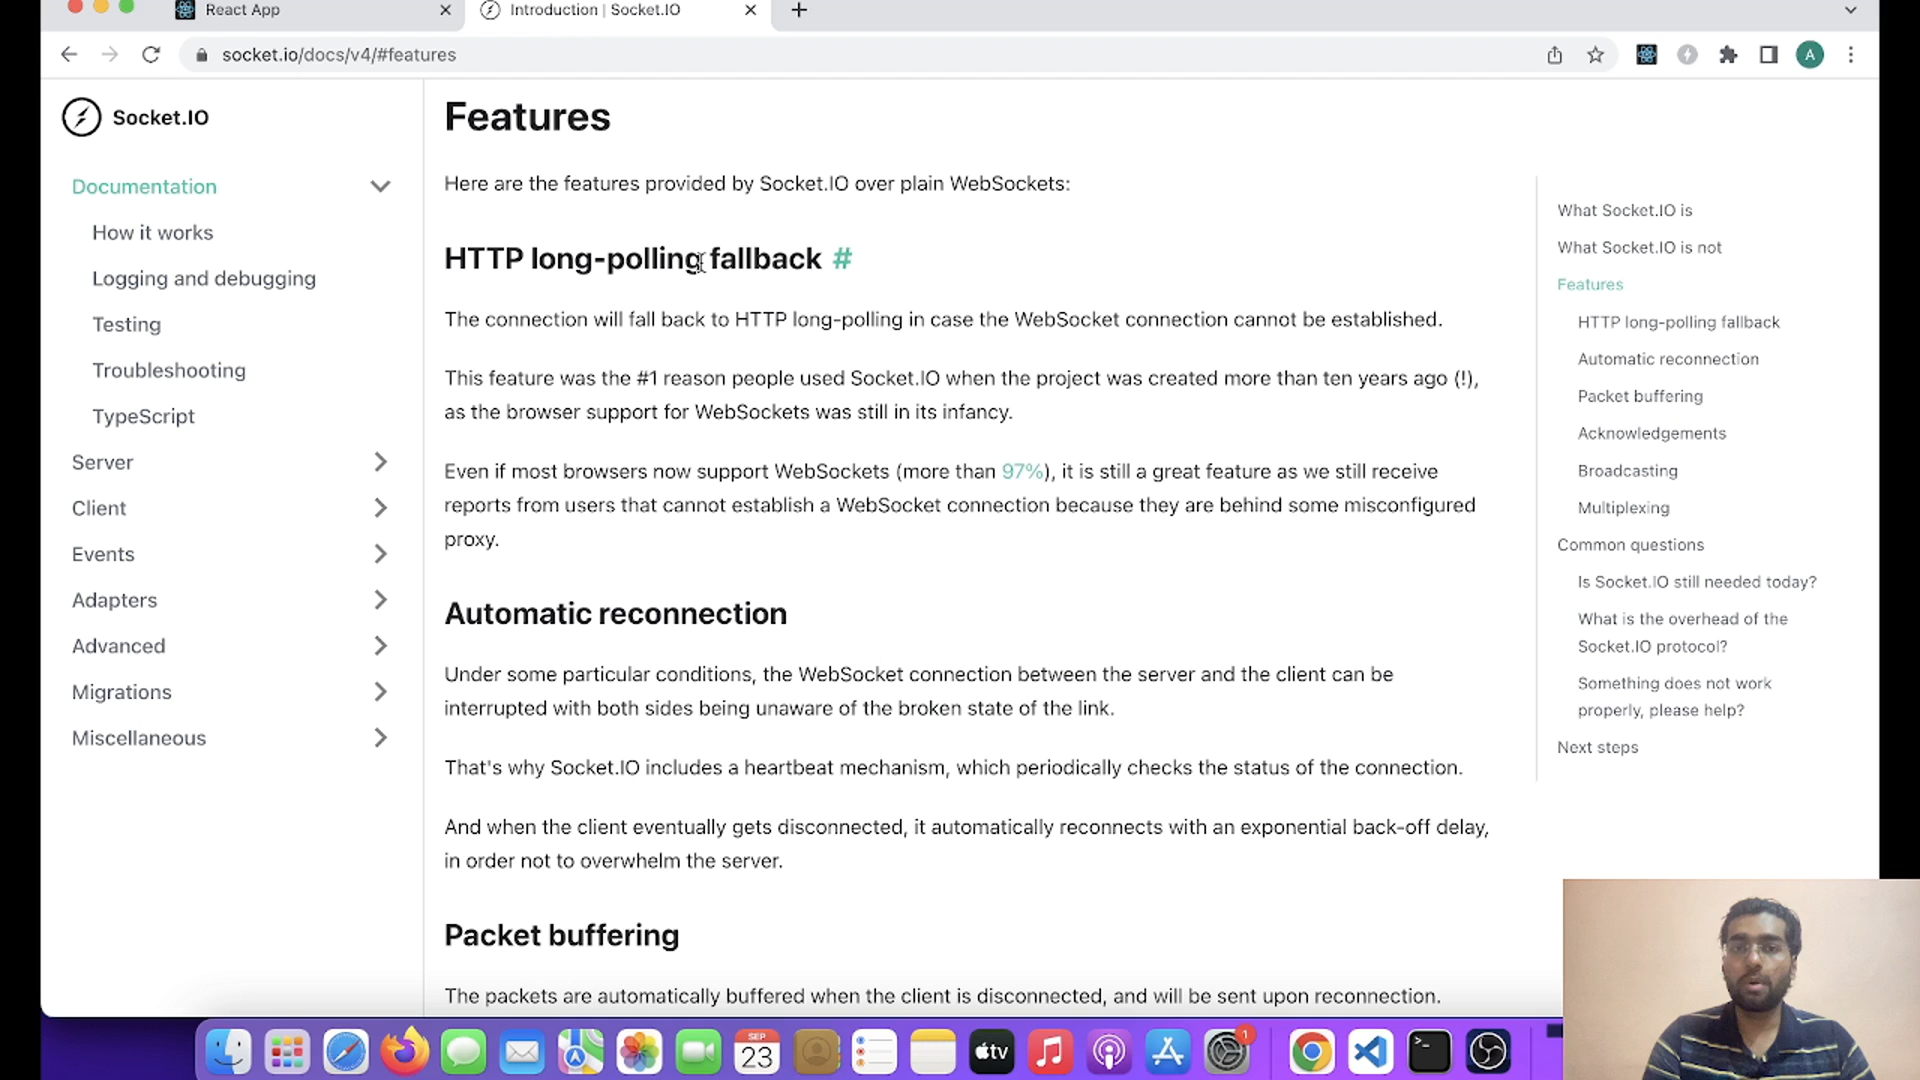 React App
Introduction | Socket.IO
socket.io/docs/v4/#features
A
Socket.IO
Documentation
How it works
Logging and debugging
Testing
Troubleshooting
TypeScript
Server
Client
Events
Adapters
Advanced
Migrations
Miscellaneous
Features
Here are the features provided by Socket.IO over plain WebSockets:
HTTP long-polling fallback #
The connection will fall back to HTTP long-polling in case the WebSocket connection cannot be established.
This feature was the #1 reason people used Socket.IO when the project was created more than ten years ago (!),
as the browser support for WebSockets was still in its infancy.
Even if most browsers now support WebSockets (more than 97%), it is still a great feature as we still receive
reports from users that cannot establish a WebSocket connection because they are behind some misconfigured
proxy.
Automatic reconnection
Under some particular conditions, the WebSocket connection between the server and the client can be
interrupted with both sides being unaware of the broken state of the link.
That's why Socket.IO includes a heartbeat mechanism, which periodically checks the status of the connection.
And when the client eventually gets disconnected, it automatically reconnects with an exponential back-off delay,
in order not to overwhelm the server.
Packet buffering
The packets are automatically buffered when the client is disconnected, and will be sent upon reconnection.
What Socket.IO is
What Socket.IO is not
Features
HTTP long-polling fallback
Automatic reconnection
Packet buffering
Acknowledgements
Broadcasting
Multiplexing
Common questions
Is Socket.IO still needed today?
What is the overhead of the
Socket.IO protocol?
Something does not work
properly, please help?
Next steps
SEP
23
tv
1